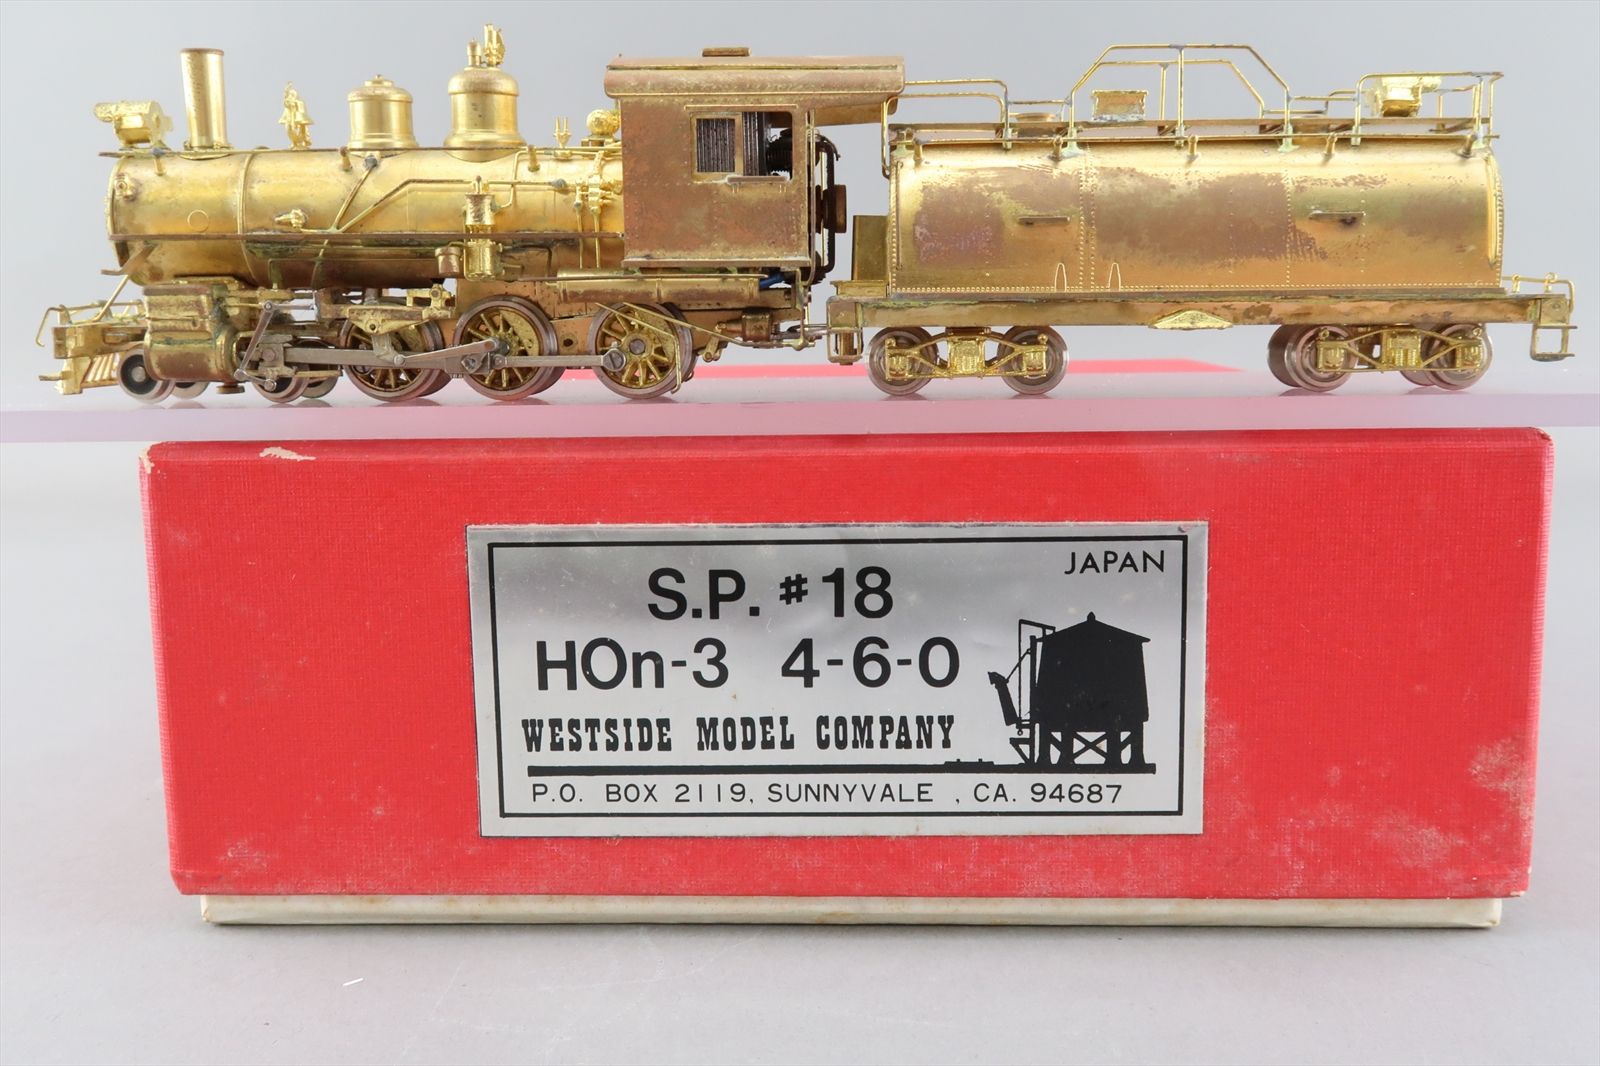 JAPAN
S.P. #18
HOn-3 4-6-0
WESTSIDE MODEL COMPANY
P.O. BOX 2119, SUNNYVALE , CA. 94687